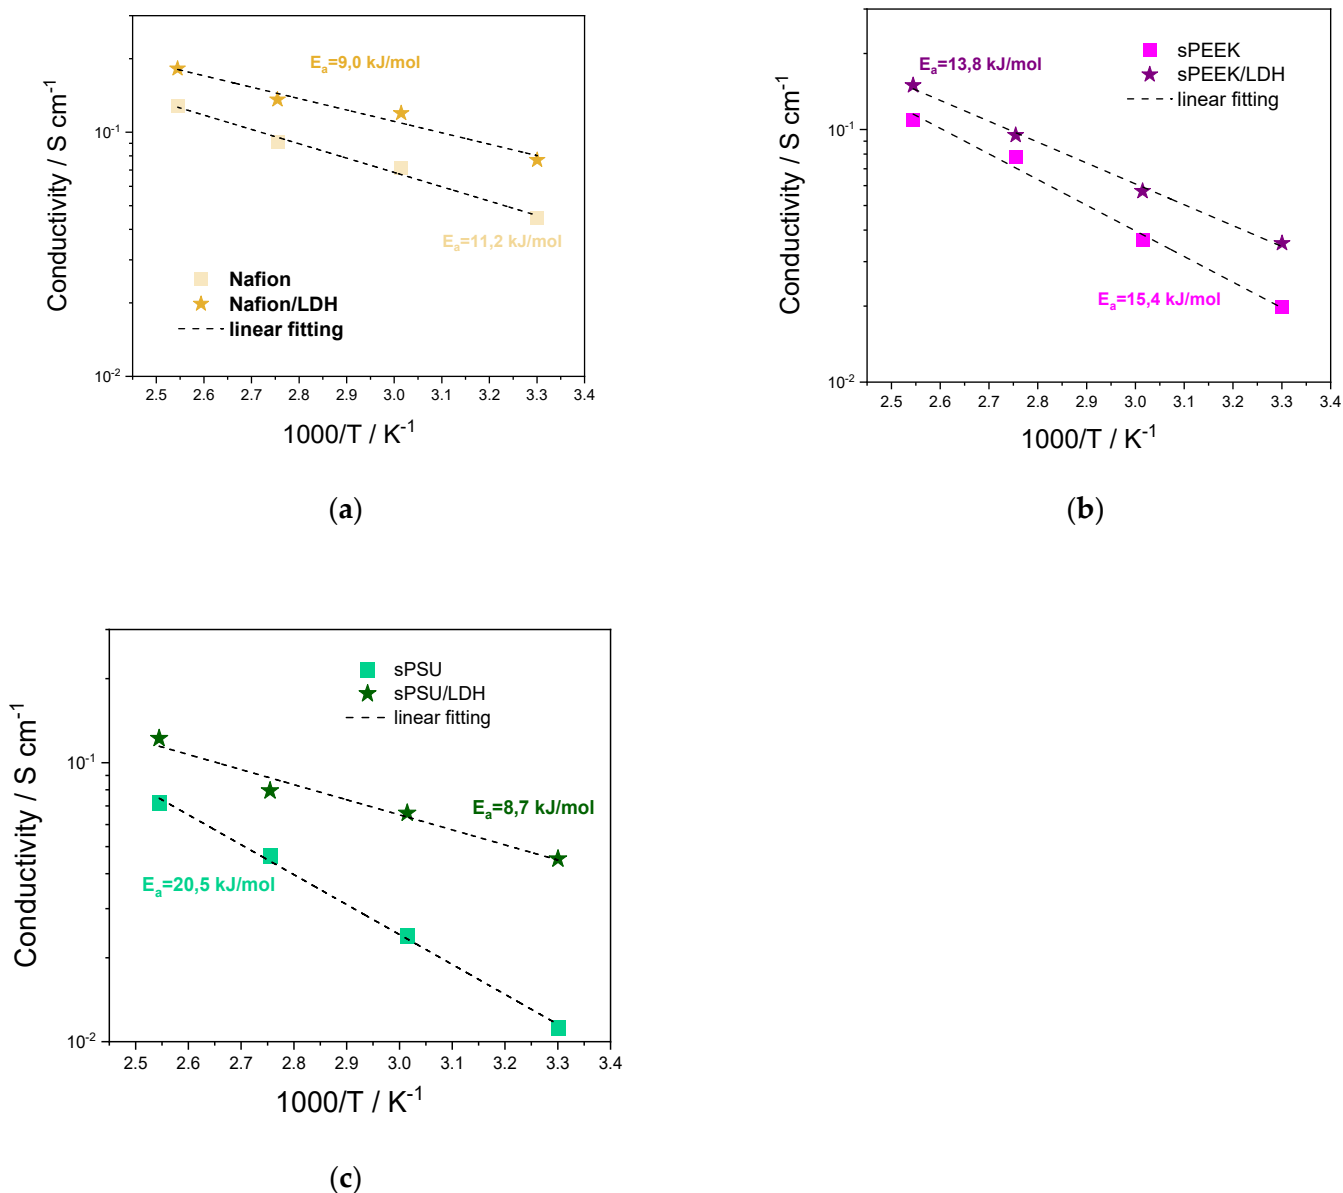 Conductivity / S cm-1
10-1
10-2
Ea=9,0 kJ/mol
Ea=11,2 kJ/mol
Nafion
Nafion/LDH
linear fitting
2.5 2.6 2.7 2.8 2.9 3.0 3.1 3.2 3.3 3.4
1000/T / K-1
(a)
Conductivity / S cm-1
10-1
10-2
Ea=13,8 kJ/mol
sPEEK
sPEEK/LDH
linear fitting
Ea=15,4 kJ/mol
2.5 2.6 2.7 2.8 2.9 3.0 3.1 3.2 3.3 3.4
1000/T / K-1
(b)
Conductivity / S cm-1
10-1
10-2
sPSU
sPSU/LDH
linear fitting
Ea=8,7 kJ/mol
Ea=20,5 kJ/mol
2.5 2.6 2.7 2.8 2.9 3.0 3.1 3.2 3.3 3.4
1000/T / K-1
(c)